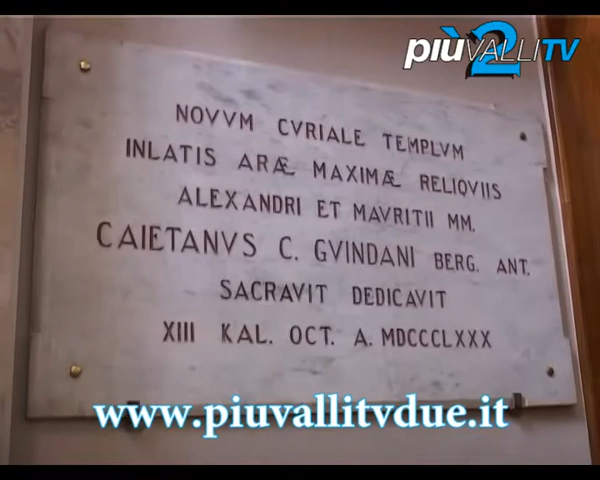 piùVALLITV
2
NOVVM CVRIALE TEMPLVM
INLATIS ARÆ MAXIMÆ RELIQVIIS
ALEXANDRI ET MAVRITII MM.
CAIETANVS C. GVINDANI BERG. ANT.
SACRAVIT DEDICAVIT
XIII KAL. OCT. A. MDCCCLXXX
www.piuvallitvdue.it